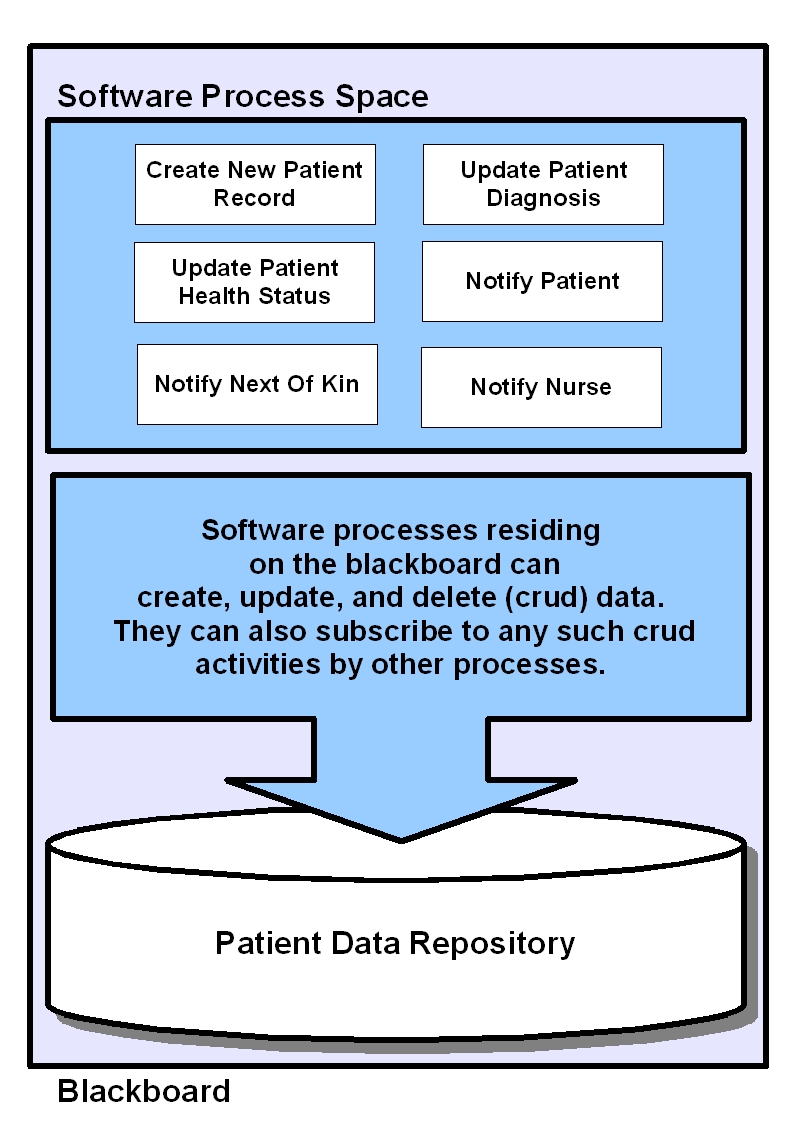 Software Process Space
Create New Patient
Record
Update Patient
Diagnosis
Update Patient
Health Status
Notify Patient
Notify Next Of Kin
Notify Nurse
Software processes residing
on the blackboard can
create, update, and delete (crud) data.
They can also subscribe to any such crud
activities by other processes.
Patient Data Repository
Blackboard